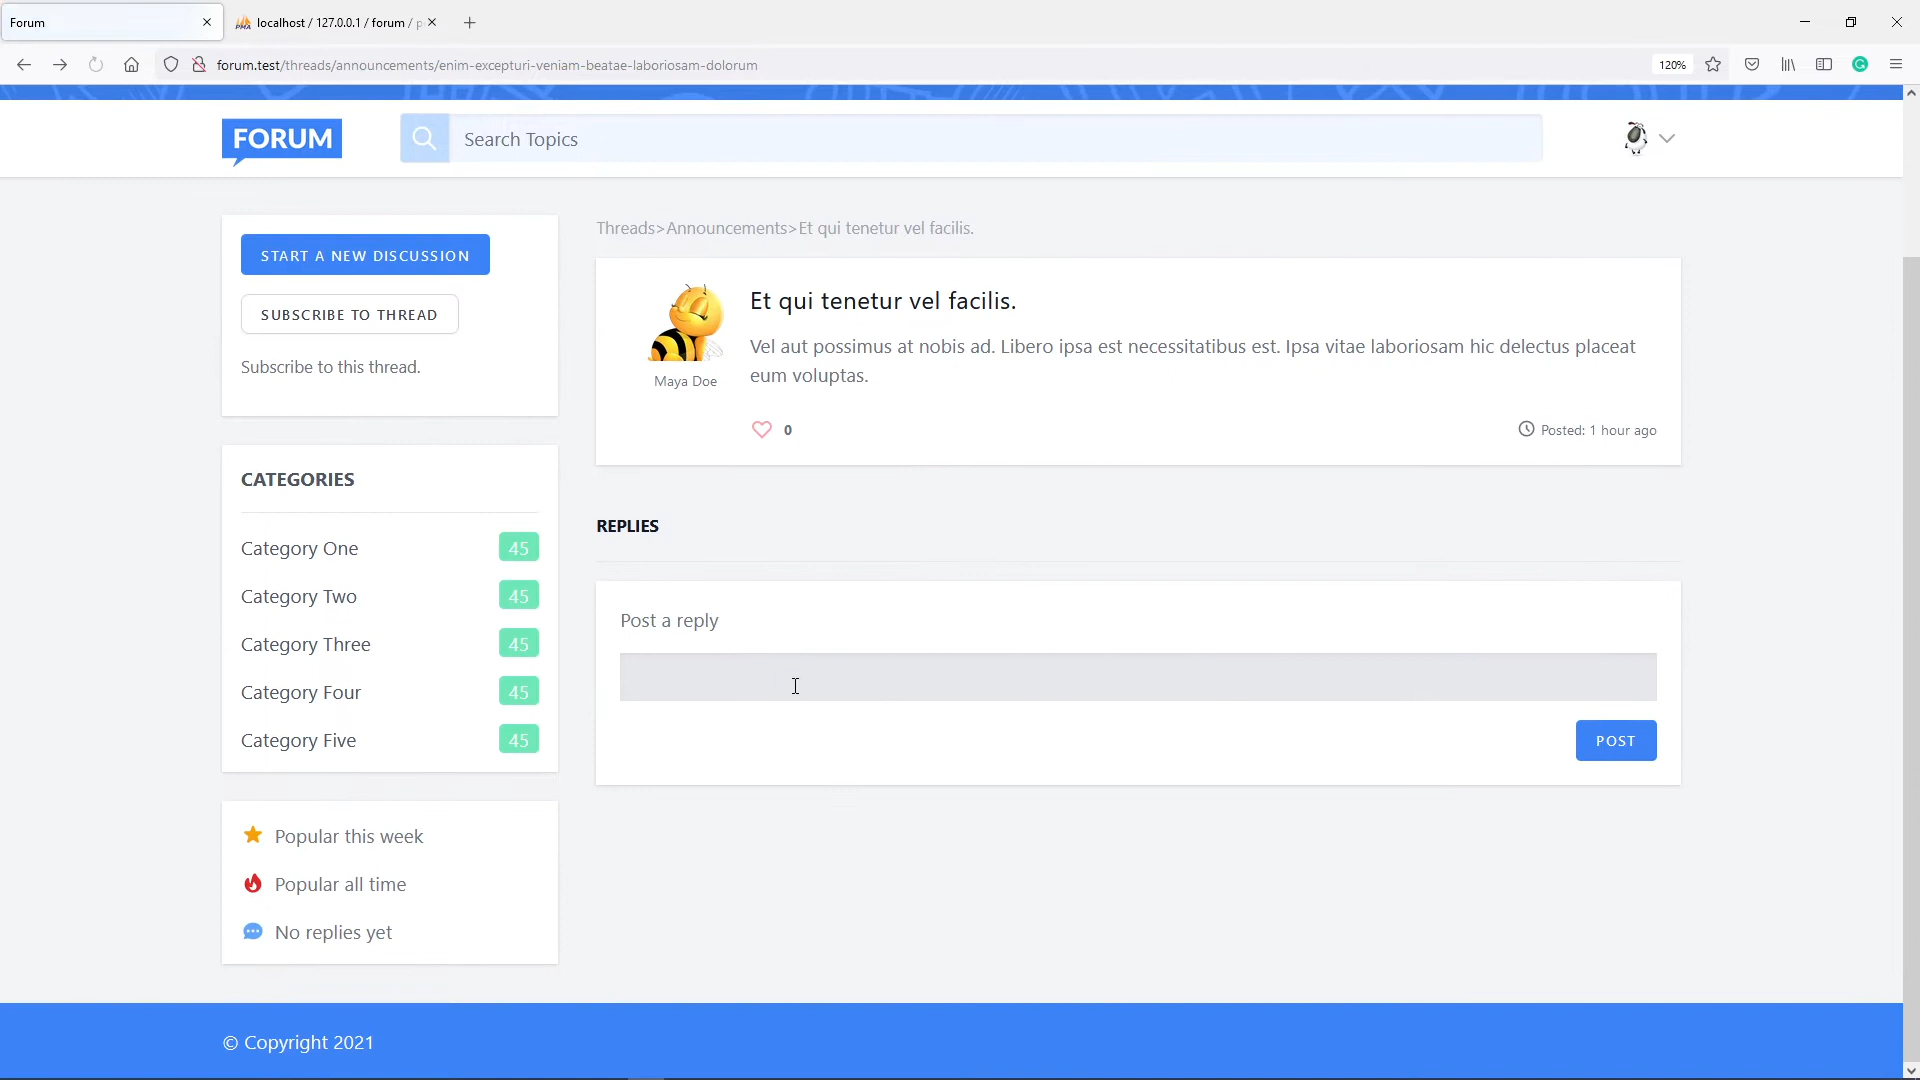 Forum
localhost / 127.0.0.1 / forum / p
forum.test/threads/announcements/enim-excepturi-veniam-beatae-laboriosam-dolorum
120%
FORUM
Search Topics
START A NEW DISCUSSION
SUBSCRIBE TO THREAD
Subscribe to this thread.
CATEGORIES
Category One 45
Category Two 45
Category Three 45
Category Four 45
Category Five 45
Popular this week
Popular all time
No replies yet
Threads>Announcements>Et qui tenetur vel facilis.
Maya Doe
Et qui tenetur vel facilis.
Vel aut possimus at nobis ad. Libero ipsa est necessitatibus est. Ipsa vitae laboriosam hic delectus placeat
eum voluptas.
0
Posted: 1 hour ago
REPLIES
Post a reply
POST
© Copyright 2021